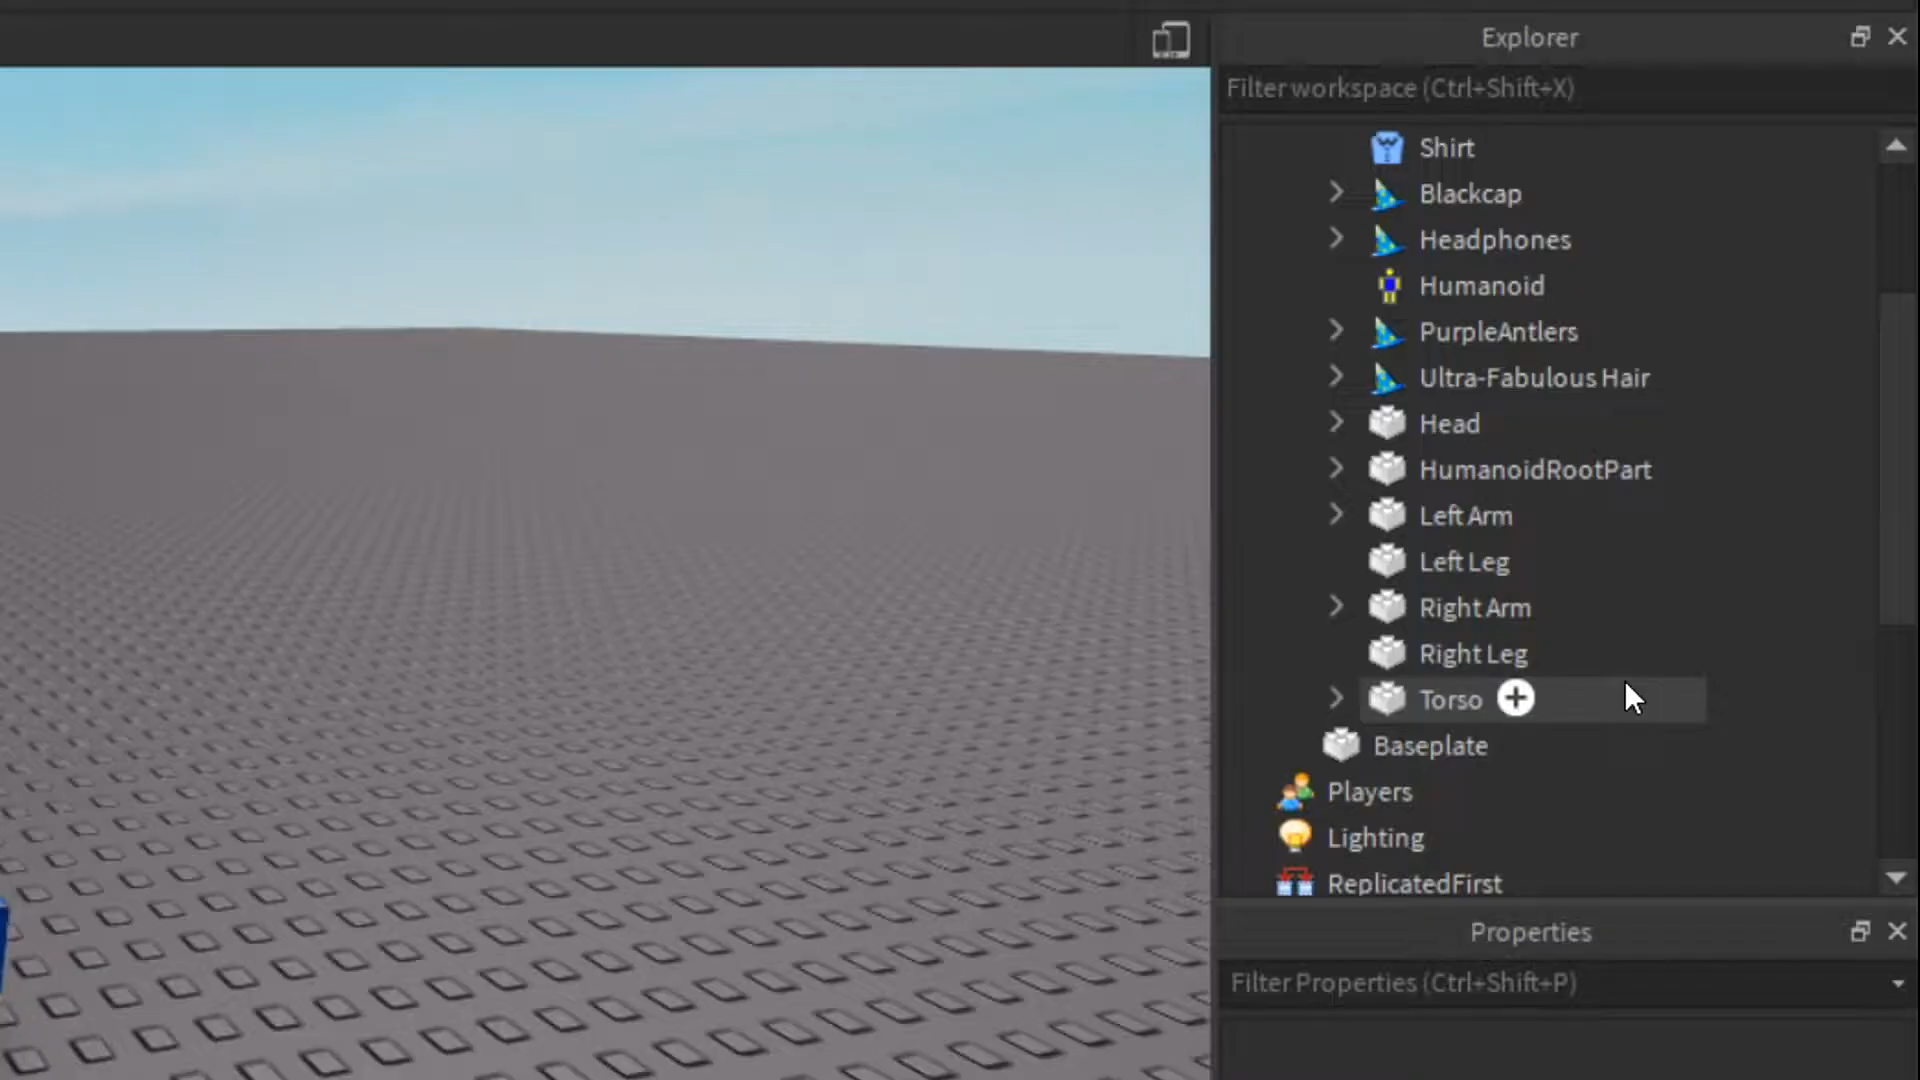 Explorer
Filter workspace (Ctrl+Shift+X)
Shirt
Blackcap
Headphones
Humanoid
PurpleAntlers
Ultra-Fabulous Hair
Head
HumanoidRootPart
Left Arm
Left Leg
Right Arm
Right Leg
Torso
Baseplate
Players
Lighting
ReplicatedFirst
Properties
Filter Properties (Ctrl+Shift+P)